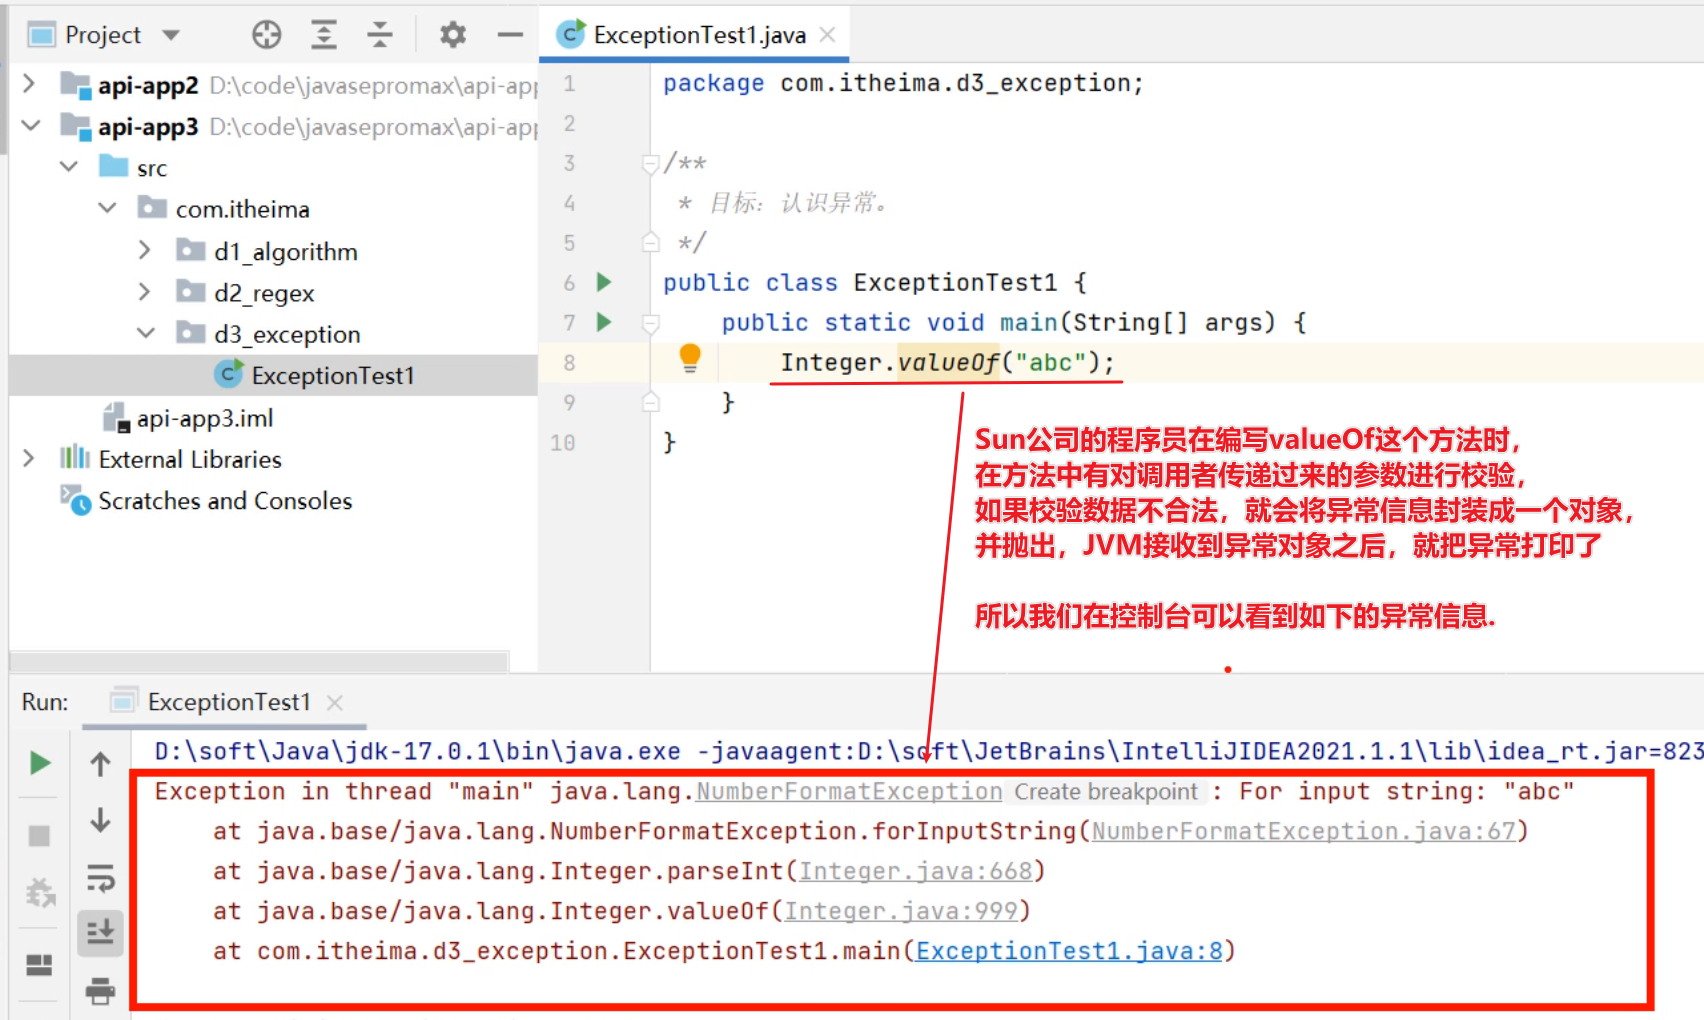 Project
ExceptionTest1.java
api-app2 D:\code\javasepromax\api-app
api-app3 D:\code\javasepromax\api-app
src
com.itheima
d1_algorithm
d2_regex
d3_exception
ExceptionTest1
api-app3.iml
External Libraries
Scratches and Consoles
1 package com.itheima.d3_exception;
2
3 /**
4 * 目标：认识异常。
5 */
6 public class ExceptionTest1 {
7 public static void main(String[] args) {
8 Integer.valueOf("abc");
9 }
10 }
Sun公司的程序员在编写valueOf这个方法时，
在方法中有对调用者传递过来的参数进行校验，
如果校验数据不合法，就会将异常信息封装成一个对象，
并抛出，JVM接收到异常对象之后，就把异常打印了
所以我们在控制台可以看到如下的异常信息.
Run: ExceptionTest1
D:\soft\Java\jdk-17.0.1\bin\java.exe -javaagent:D:\soft\JetBrains\IntelliJIDEA2021.1.1\lib\idea_rt.jar=823
Exception in thread "main" java.lang.NumberFormatException Create breakpoint : For input string: "abc"
at java.base/java.lang.NumberFormatException.forInputString(NumberFormatException.java:67)
at java.base/java.lang.Integer.parseInt(Integer.java:668)
at java.base/java.lang.Integer.valueOf(Integer.java:999)
at com.itheima.d3_exception.ExceptionTest1.main(ExceptionTest1.java:8)